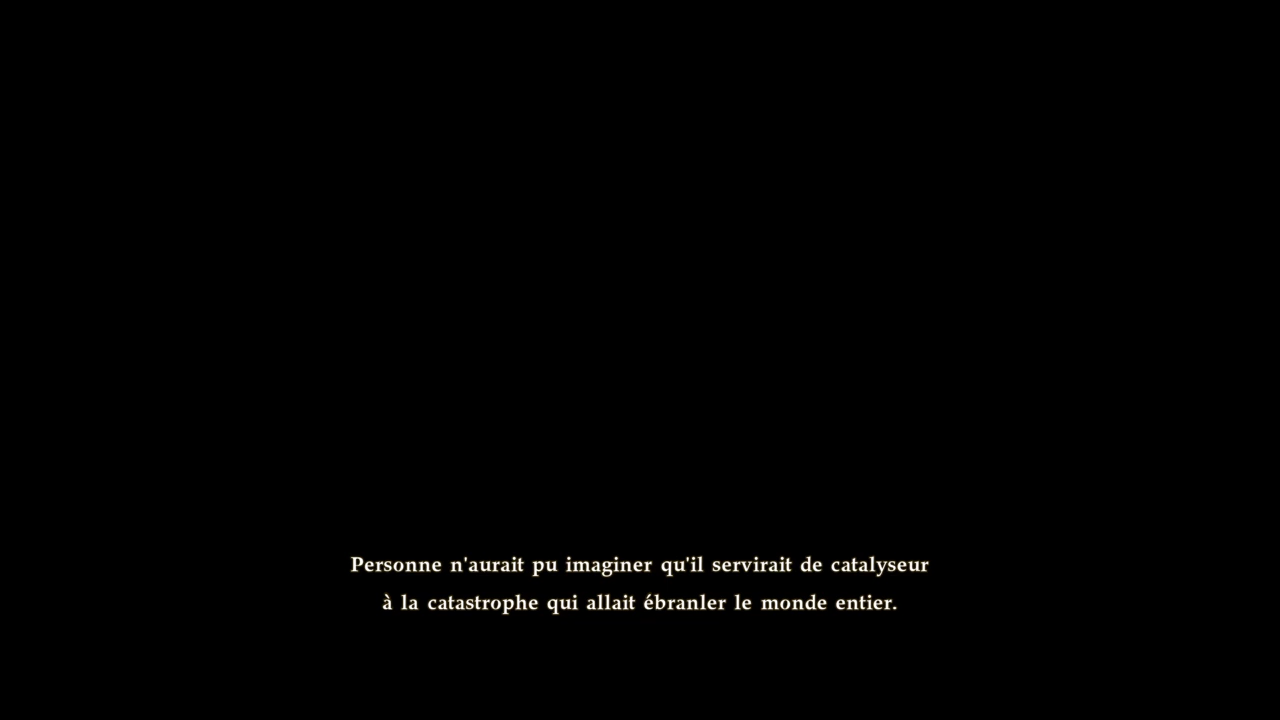 Personne n'aurait pu imaginer qu'il servirait de catalyseur
à la catastrophe qui allait ébranler le monde entier.